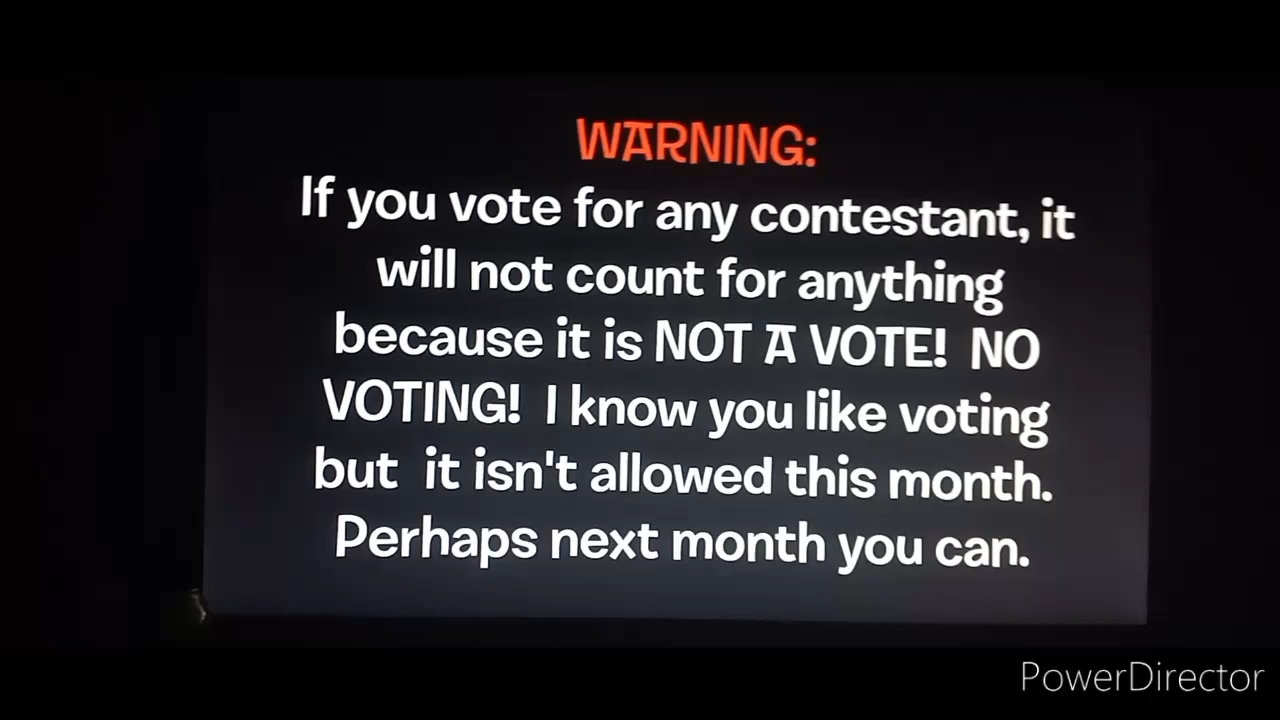 WARNING:
If you vote for any contestant, it
will not count for anything
because it is NOT A VOTE!  NO
VOTING!  I know you like voting
but  it isn't allowed this month.
Perhaps next month you can.
PowerDirector